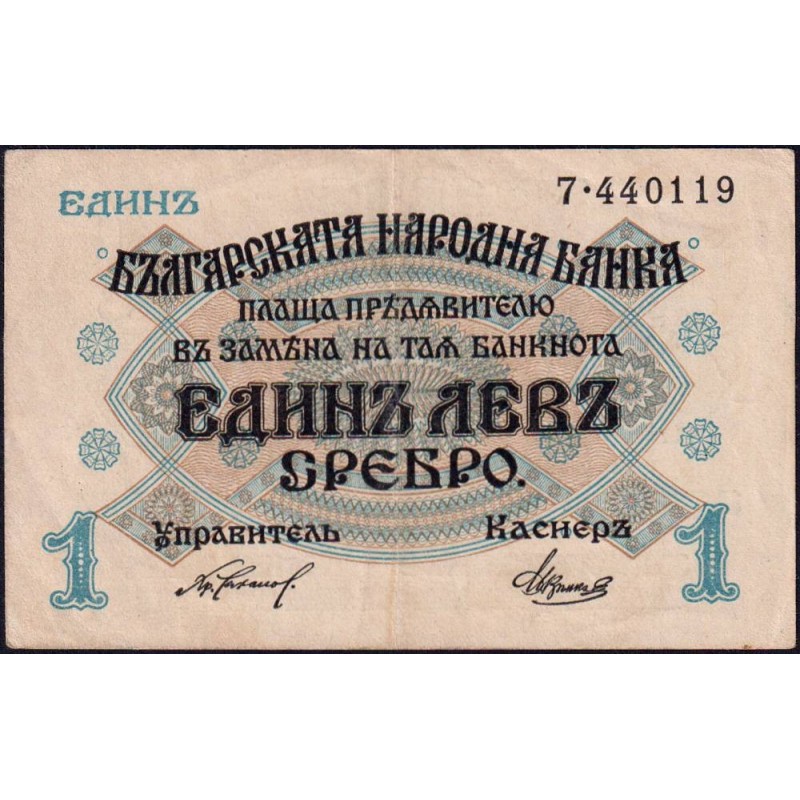 ЕДИНЪ
7·440119
БЪЛГАРСКАТА НАРОДНА БАНКА
ПЛАЩА ПРѢДЯВИТЕЛЮ
ВЪ ЗАМѢНА НА ТАЯ БАНКНОТА
ЕДИНЪ ЛЕВЪ
СРЕБРО.
УПРАВИТЕЛЬ
КАСИЕРЪ
1
1